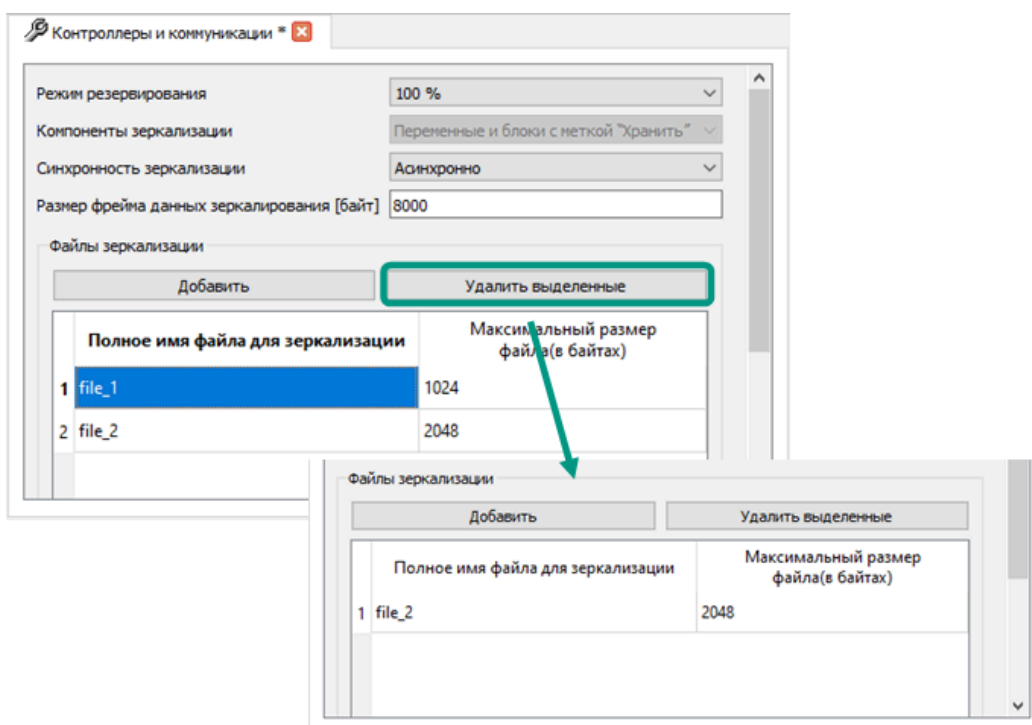 Контроллеры и коммуникации *
Режим резервирования 100 %
Компоненты зеркализации Переменные и блоки с меткой "Хранить"
Синхронность зеркализации Асинхронно
Размер фрейма данных зеркалирования [байт] 8000
Файлы зеркализации
Добавить Удалить выделенные
Полное имя файла для зеркализации Максимальный размер
файла(в байтах)
1 file_1 1024
2 file_2 2048
Файлы зеркализации
Добавить Удалить выделенные
Полное имя файла для зеркализации Максимальный размер
файла(в байтах)
1 file_2 2048